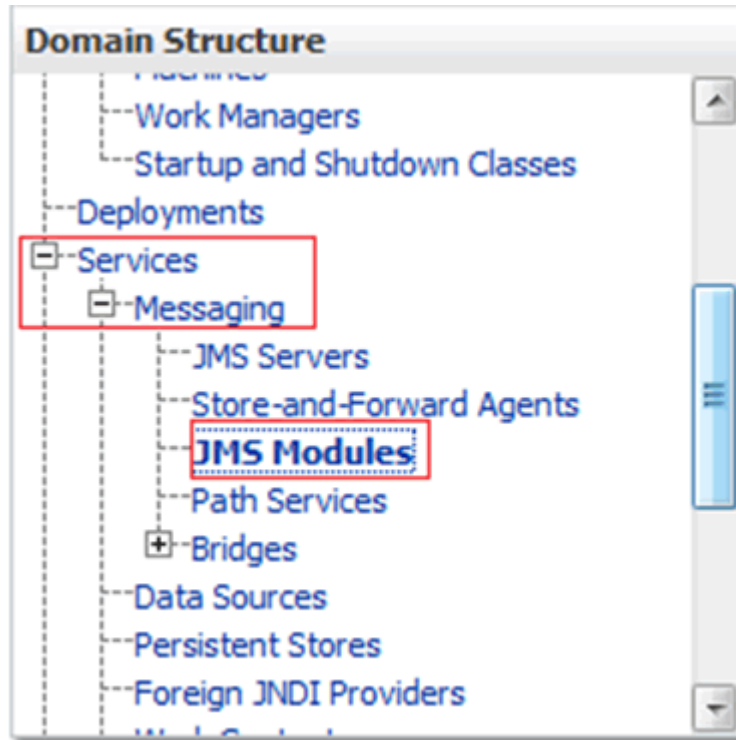 Domain Structure
Machines
Work Managers
Startup and Shutdown Classes
Deployments
Services
Messaging
JMS Servers
Store-and-Forward Agents
JMS Modules
Path Services
Bridges
Data Sources
Persistent Stores
Foreign JNDI Providers